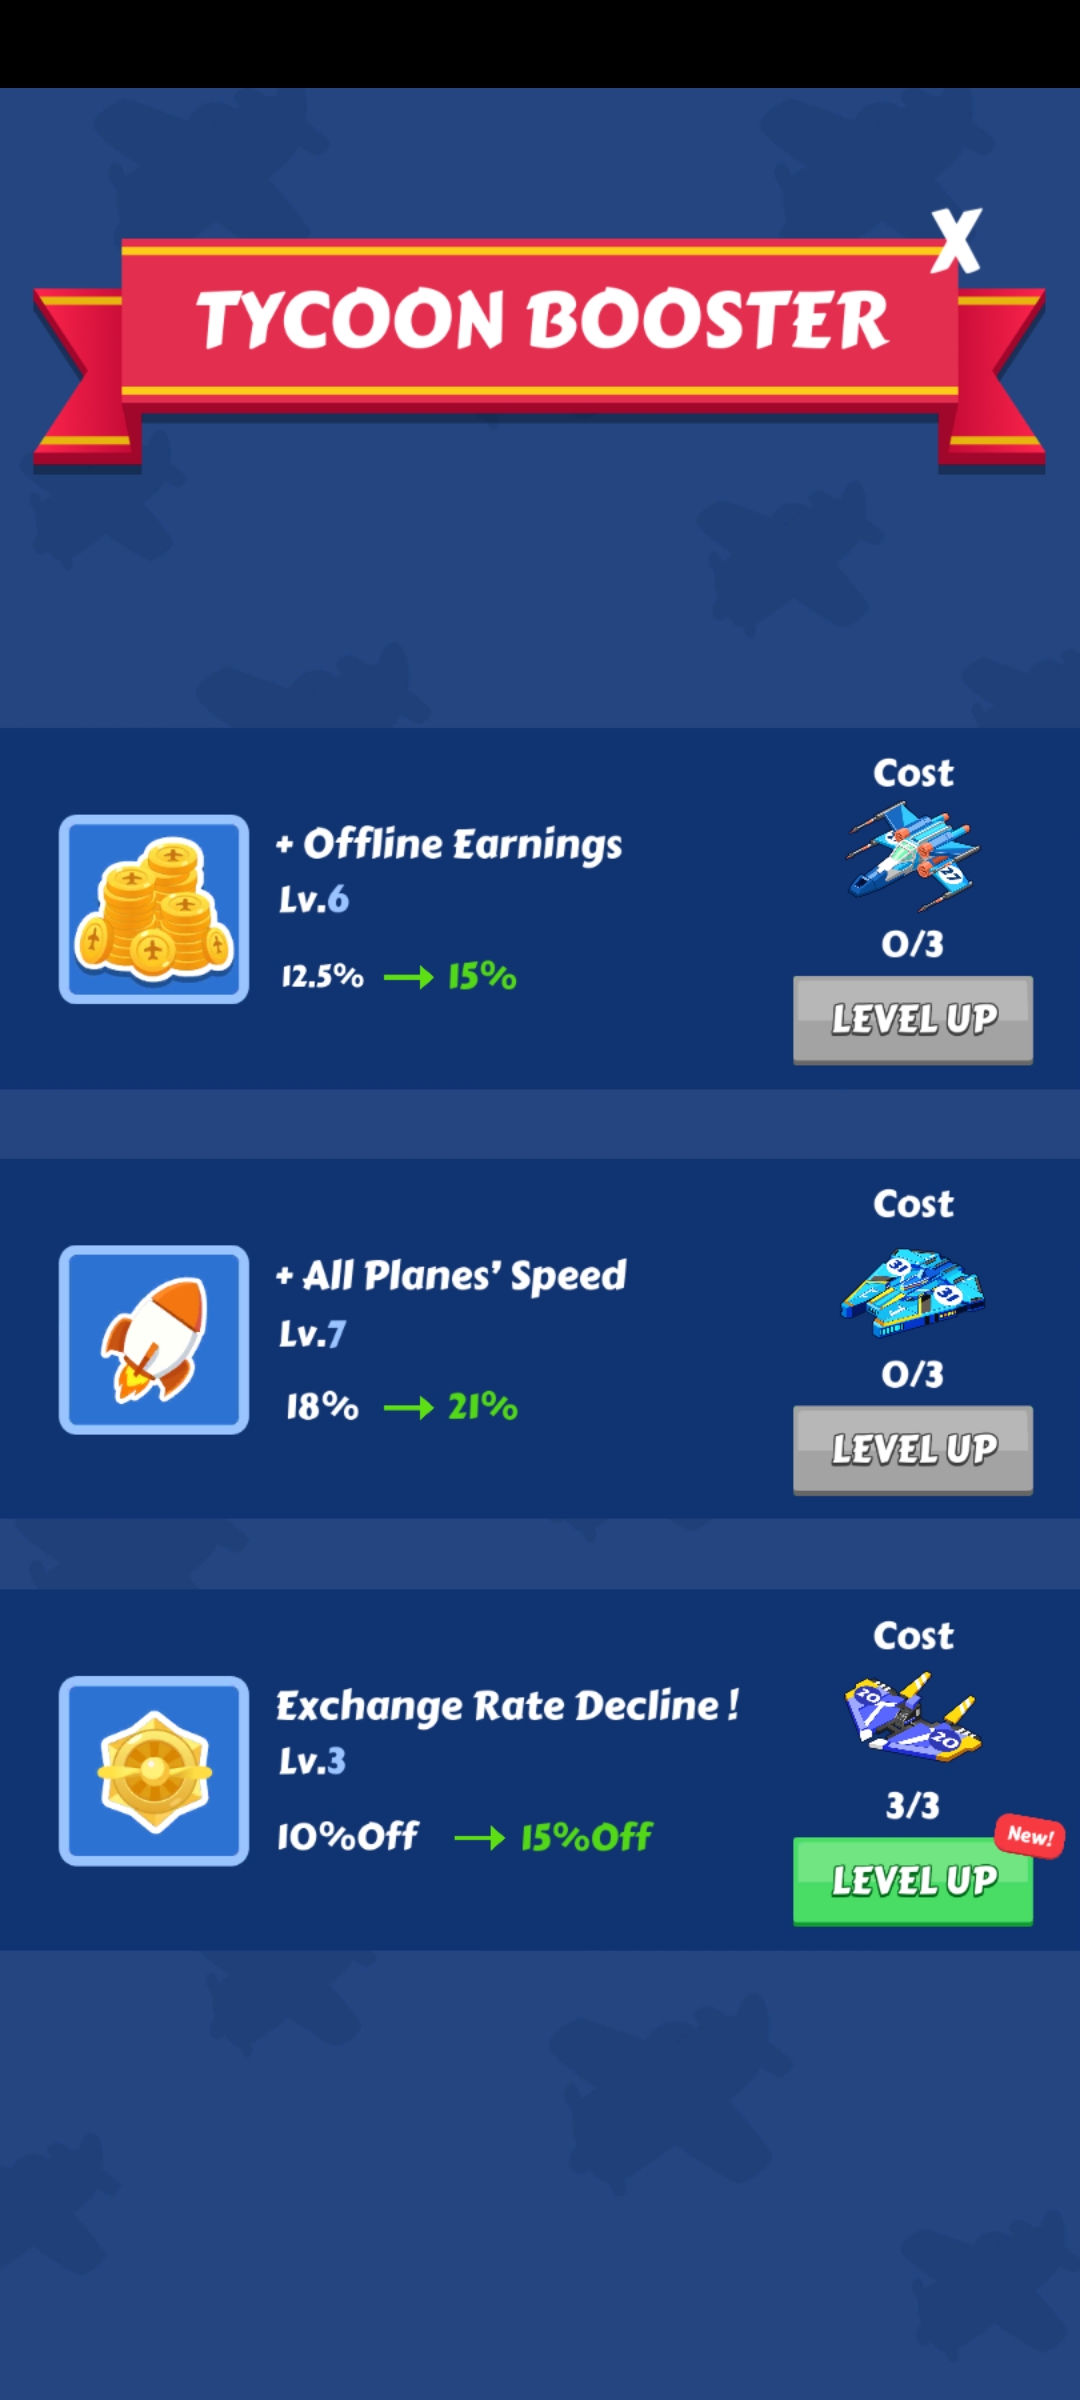 X
TYCOON BOOSTER
Cost
+ Offline Earnings
27
Lv.6
0/3
12.5% → 15%
LEVEL UP
Cost
+ All Planes' Speed
31
31
Lv.7
0/3
18% → 21%
LEVEL UP
Cost
Exchange Rate Decline !
20
20
Lv.3
3/3
10%Off → 15%Off
New!
LEVEL UP